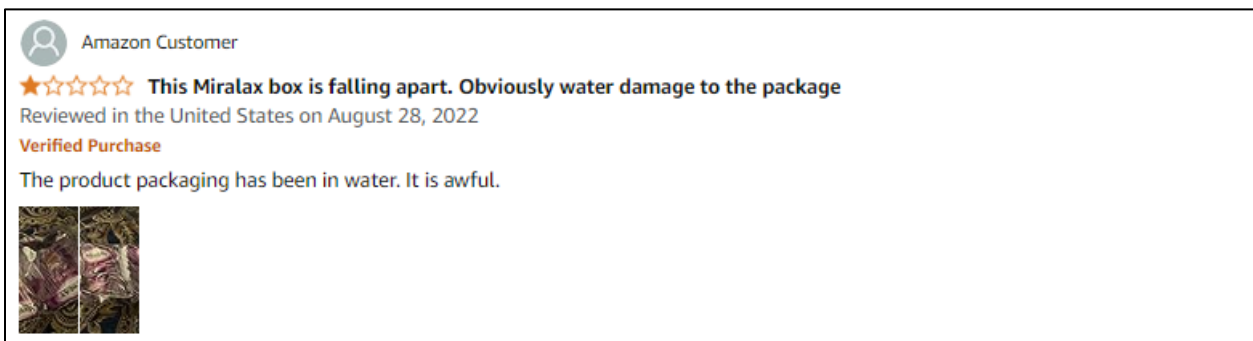 Amazon Customer
This Miralax box is falling apart. Obviously water damage to the package
Reviewed in the United States on August 28, 2022
Verified Purchase
The product packaging has been in water. It is awful.